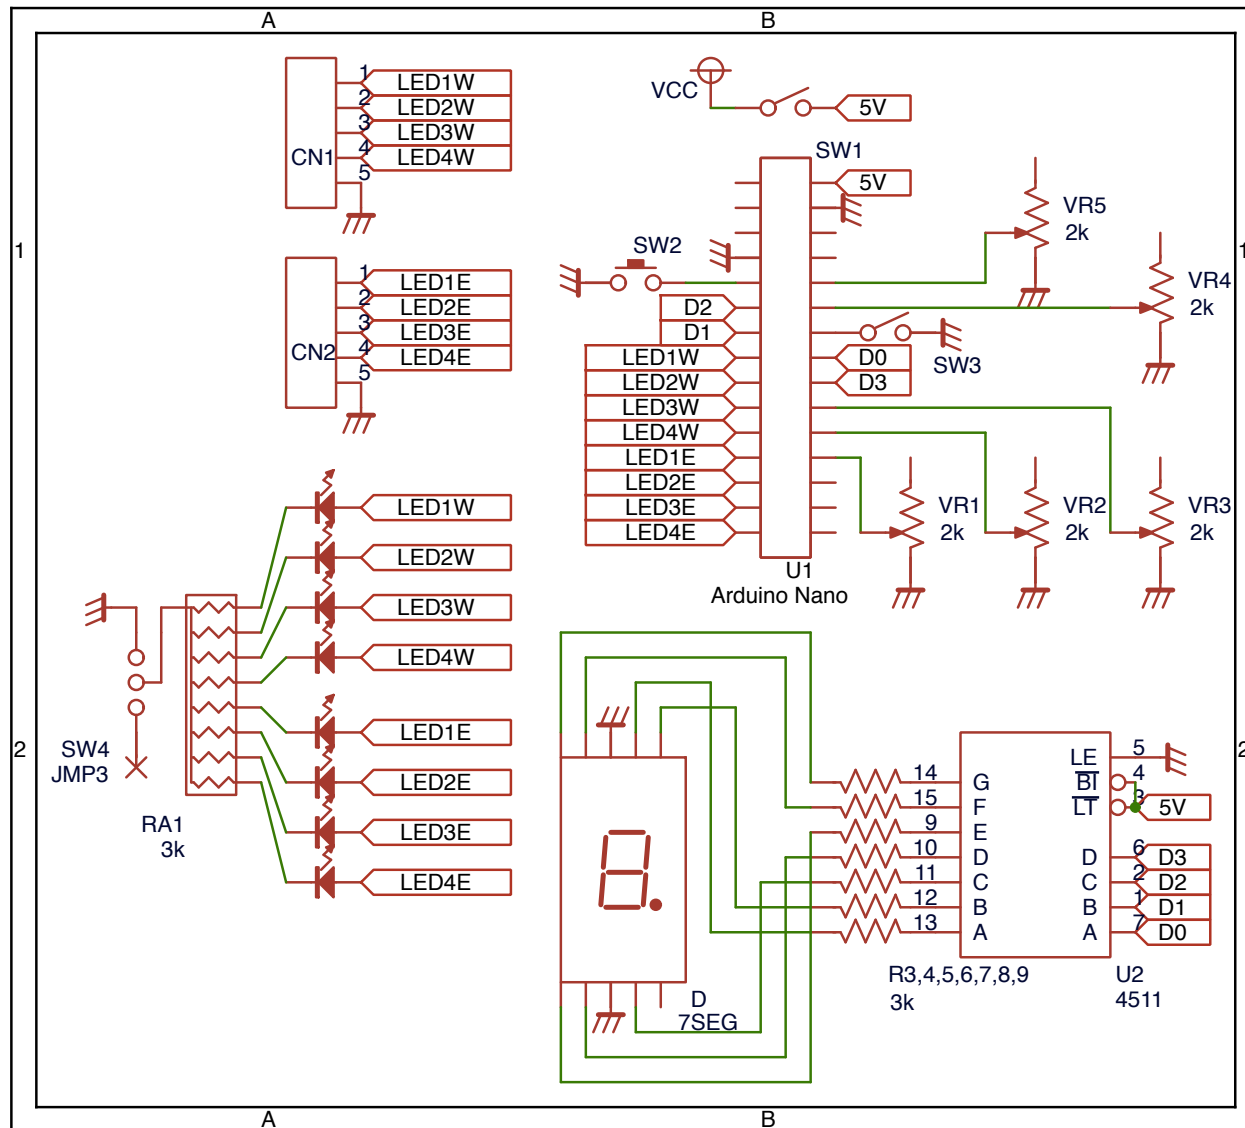 A B
1
CN1
1 LED1W
2 LED2W
3 LED3W
4 LED4W
5
CN2
1 LED1E
2 LED2E
3 LED3E
4 LED4E
5
VCC
5V
SW1
5V
SW2
D2
D1
LED1W
LED2W
LED3W
LED4W
LED1E
LED2E
LED3E
LED4E
D0
D3
SW3
U1
Arduino Nano
VR5
2k
VR4
2k
VR1
2k
VR2
2k
VR3
2k
1
2
LED1W
LED2W
LED3W
LED4W
LED1E
LED2E
LED3E
LED4E
SW4
JMP3
RA1
3k
8.
D
7SEG
14 G
15 F
9 E
10 D
11 C
12 B
13 A
LE 5
BI 4
LT 3 5V
D 6 D3
C 2 D2
B 1 D1
A 7 D0
R3,4,5,6,7,8,9
3k
U2
4511
2
A B